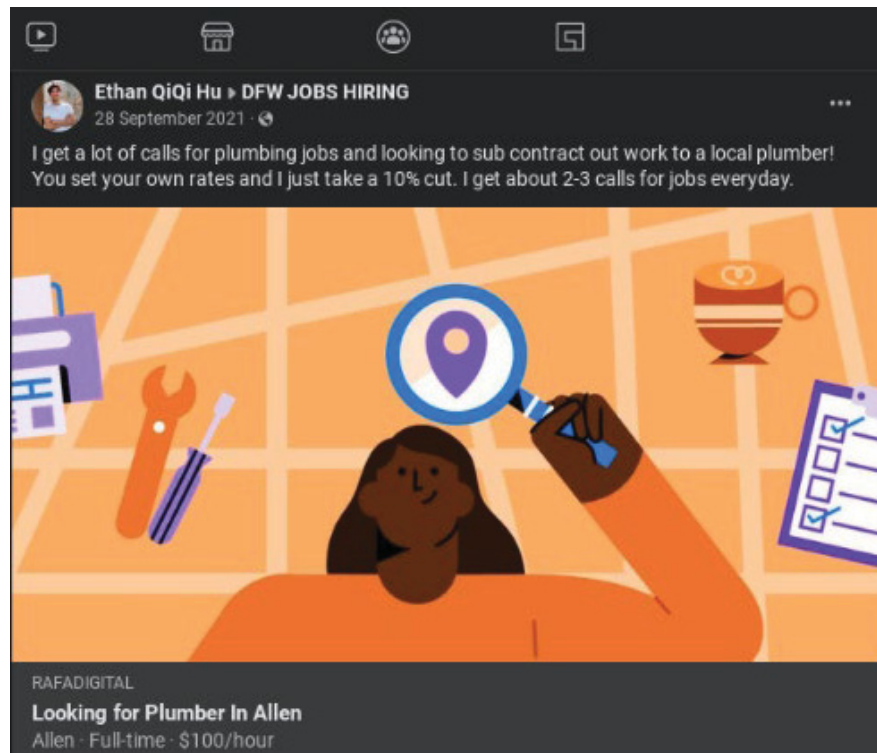 Ethan QiQi Hu ▸ DFW JOBS HIRING
28 September 2021 ·
I get a lot of calls for plumbing jobs and looking to sub contract out work to a local plumber!
You set your own rates and I just take a 10% cut. I get about 2-3 calls for jobs everyday.
RAFADIGITAL
Looking for Plumber In Allen
Allen · Full-time · $100/hour